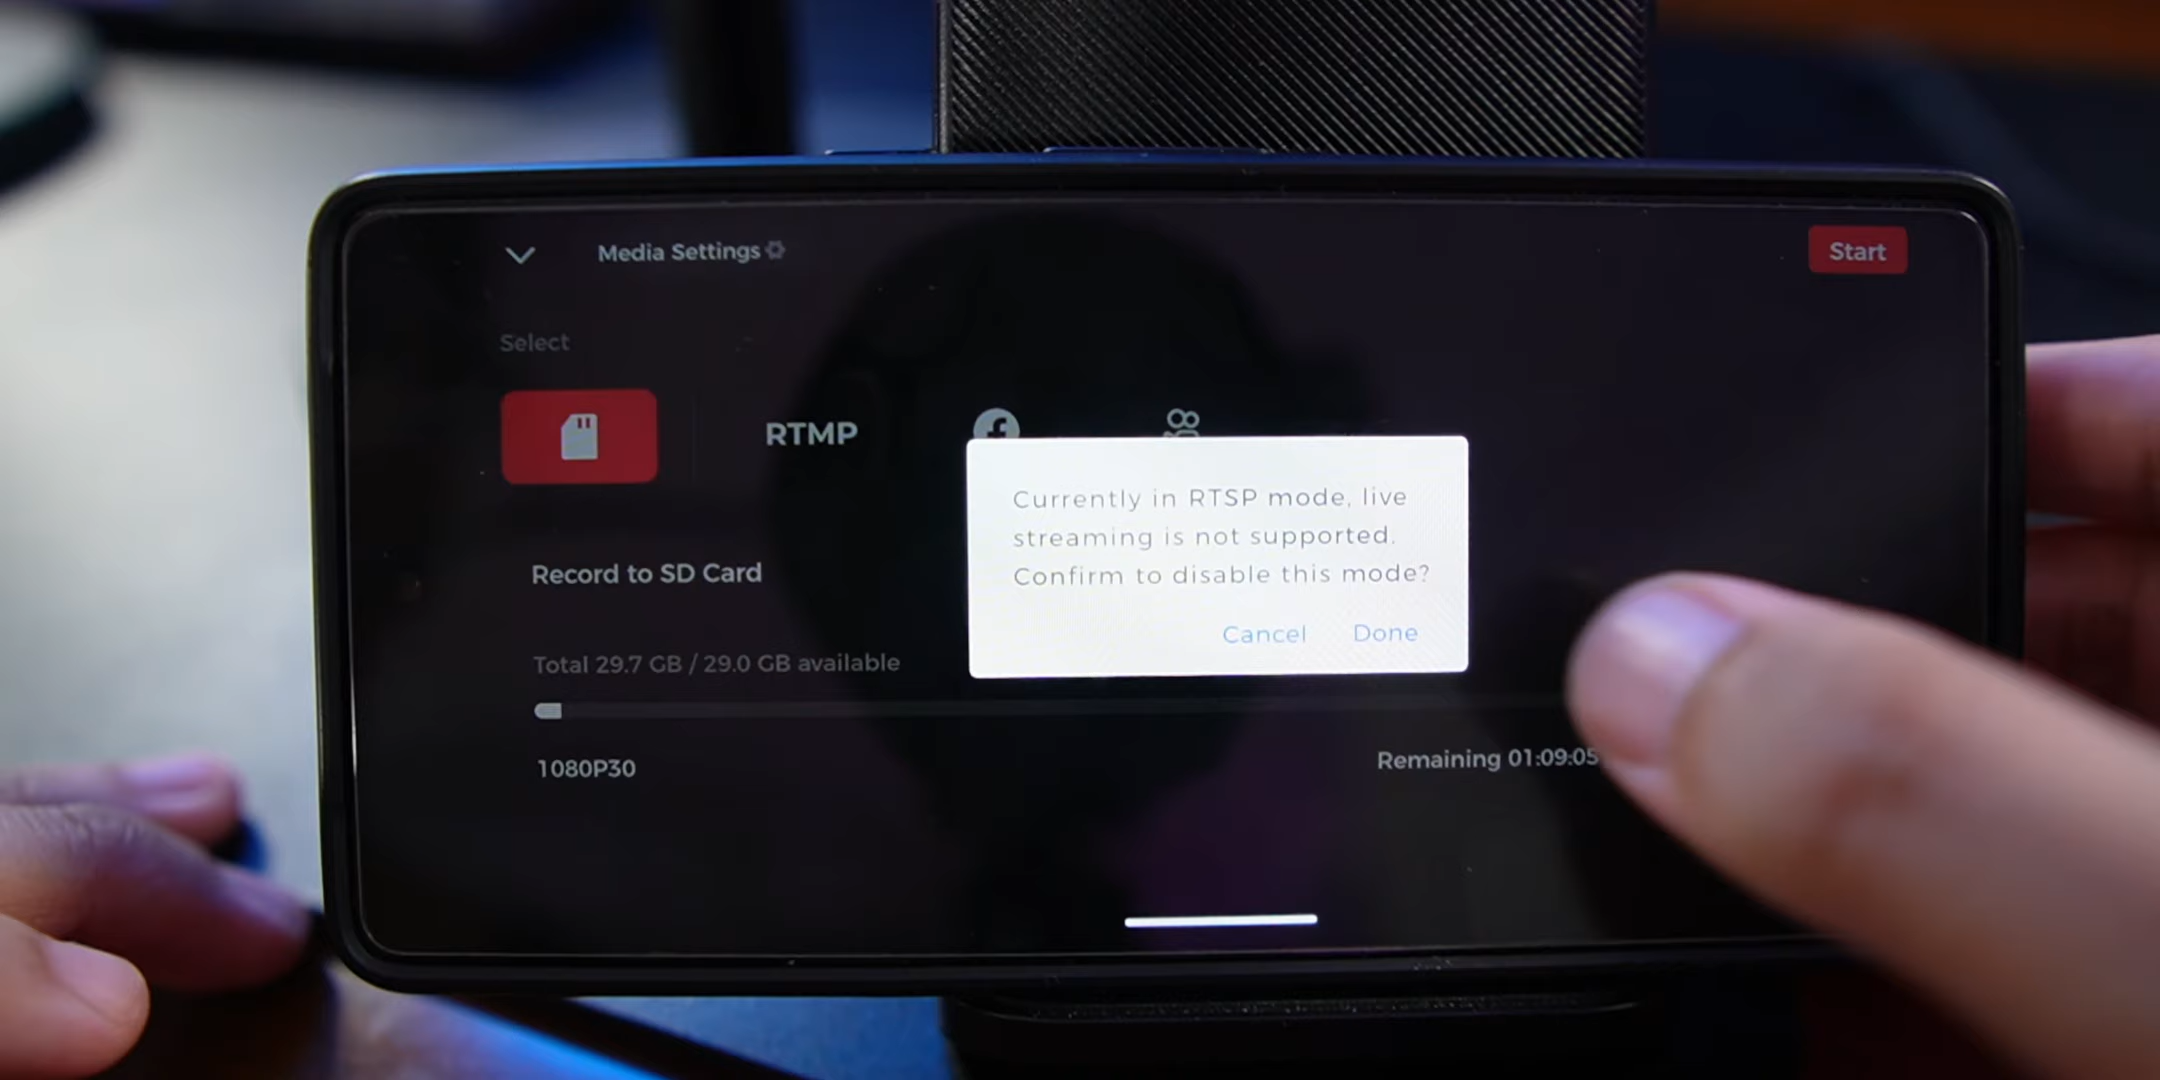 Media Settings
Start
Select
RTMP
Currently in RTSP mode, live
streaming is not supported.
Confirm to disable this mode?
Cancel Done
Record to SD Card
Total 29.7 GB / 29.0 GB available
1080P30
Remaining 01:09:05